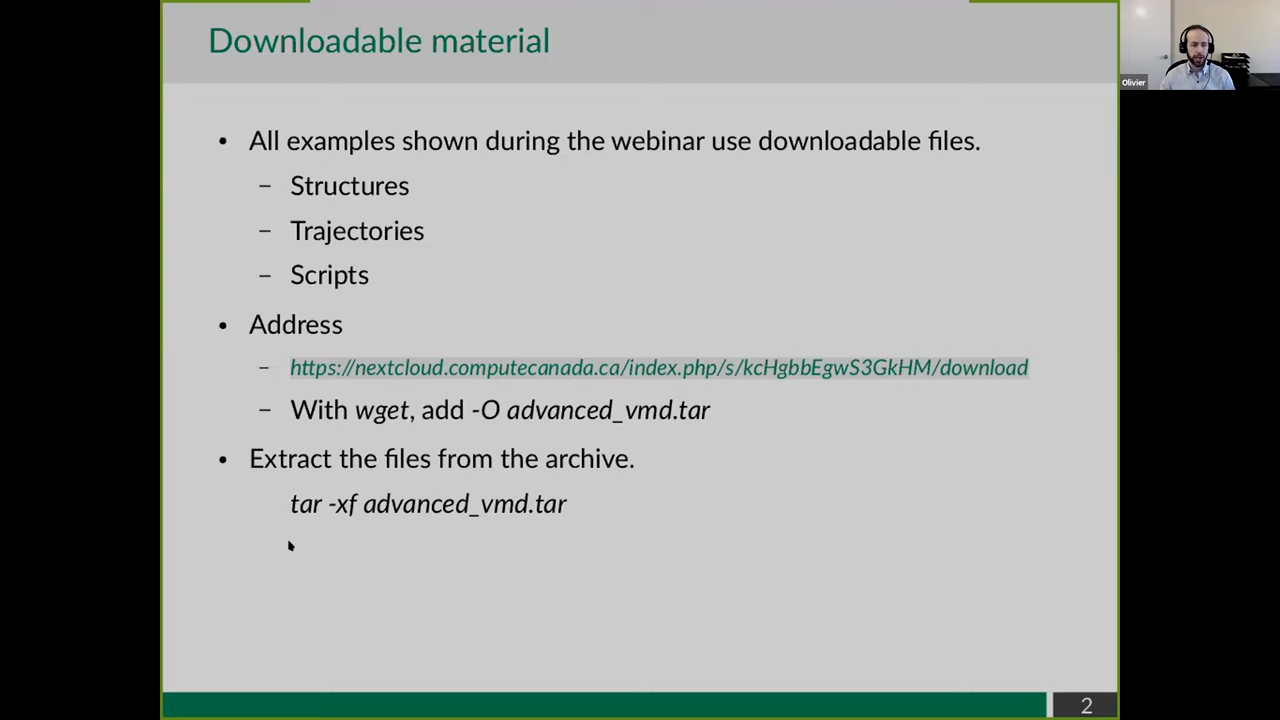 Downloadable material
Olivier
• All examples shown during the webinar use downloadable files.
– Structures
– Trajectories
– Scripts
• Address
– https://nextcloud.computecanada.ca/index.php/s/kcHgbbEgwS3GkHM/download
– With wget, add -O advanced_vmd.tar
• Extract the files from the archive.
tar -xf advanced_vmd.tar
2